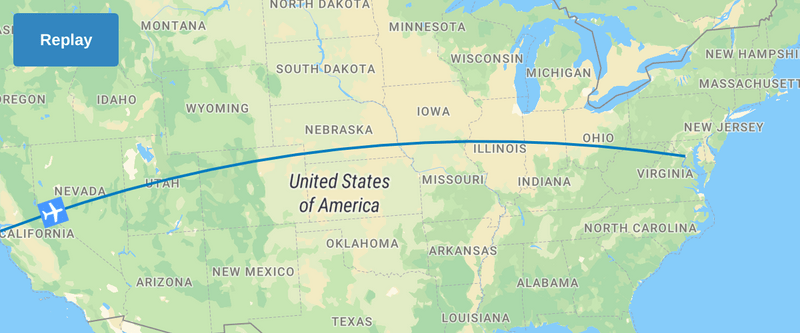 NORTH DAKOTA
MONTANA
MINNESOTA
Replay
WISCONSIN
NEW HAMPSHI
SOUTH DAKOTA
MICHIGAN
MASSACHUSETT
OREGON
IDAHO
WYOMING
IOWA
NEBRASKA
NEW JERSEY
OHIO
ILLINOIS
VIRGINIA
UTAH
NEVADA
United States
of America
MISSOURI
INDIANA
CALIFORNIA
NORTH CAROLINA
OKLAHOMA
ARKANSAS
NEW MEXICO
ARIZONA
ALABAMA
TEXAS
LOUISIANA